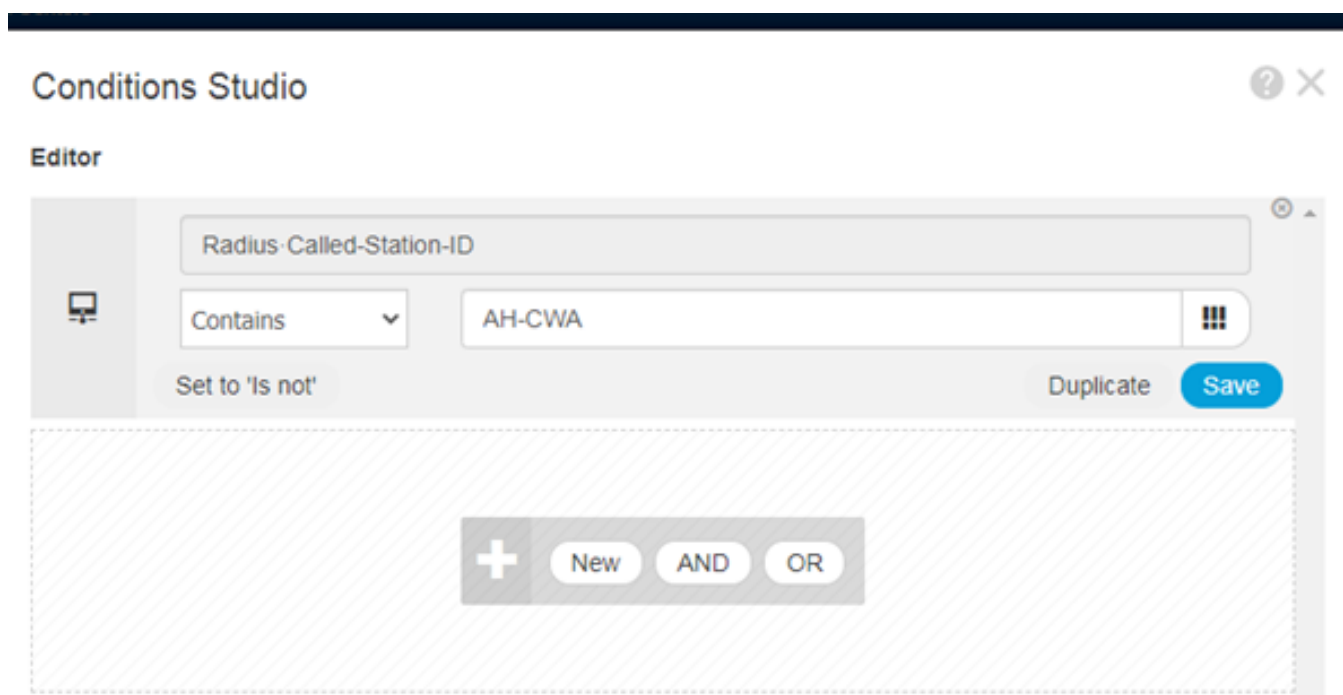 Conditions Studio
Editor
Radius·Called-Station-ID
Contains AH-CWA
Set to 'Is not' Duplicate Save
New AND OR